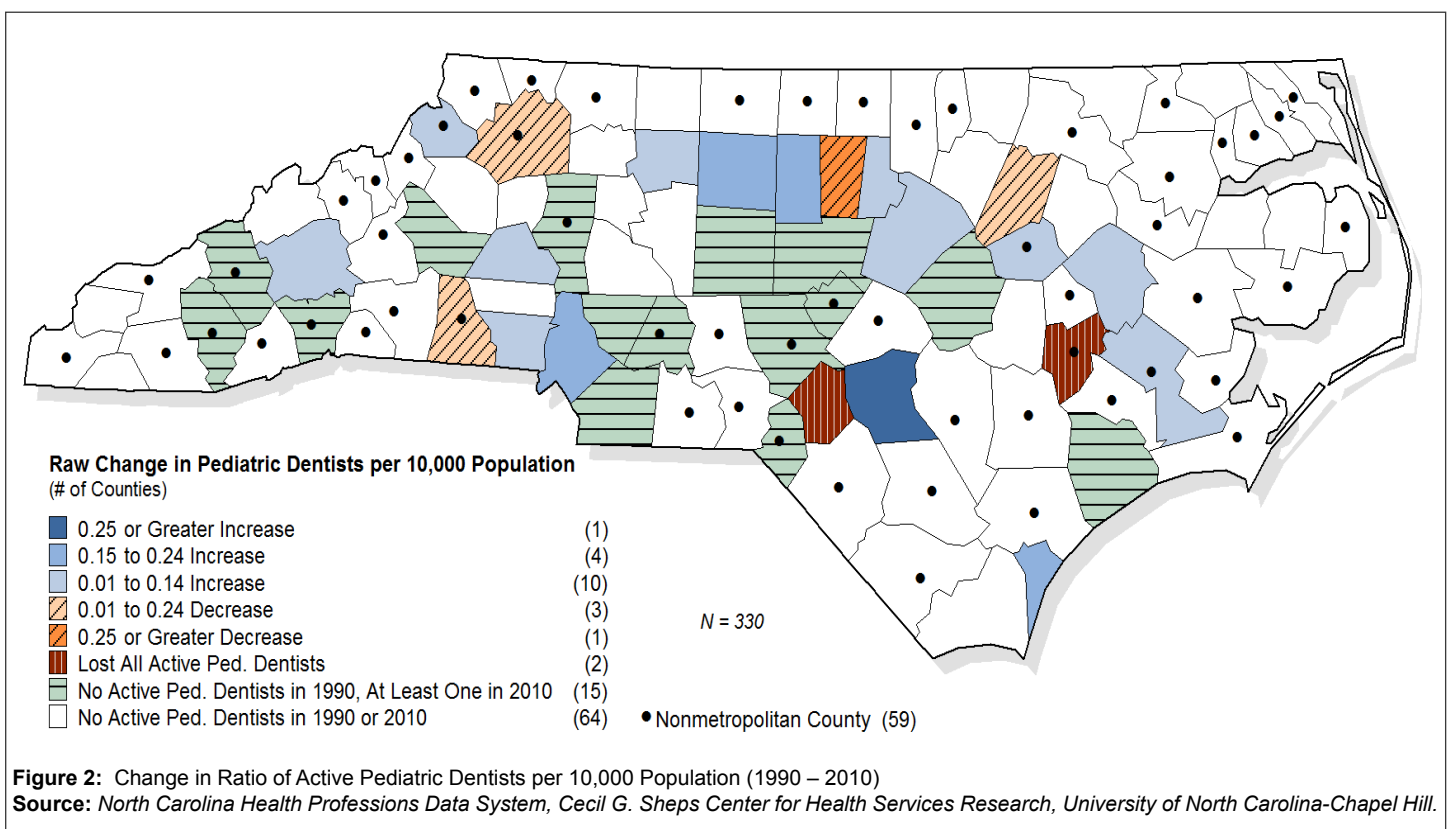 Raw Change in Pediatric Dentists per 10,000 Population
(# of Counties)
0.25 or Greater Increase (1)
0.15 to 0.24 Increase (4)
0.01 to 0.14 Increase (10)
0.01 to 0.24 Decrease (3)
0.25 or Greater Decrease (1)
Lost All Active Ped. Dentists (2)
No Active Ped. Dentists in 1990, At Least One in 2010 (15)
No Active Ped. Dentists in 1990 or 2010 (64)
N = 330
Nonmetropolitan County (59)
Figure 2: Change in Ratio of Active Pediatric Dentists per 10,000 Population (1990 – 2010)
Source: North Carolina Health Professions Data System, Cecil G. Sheps Center for Health Services Research, University of North Carolina-Chapel Hill.